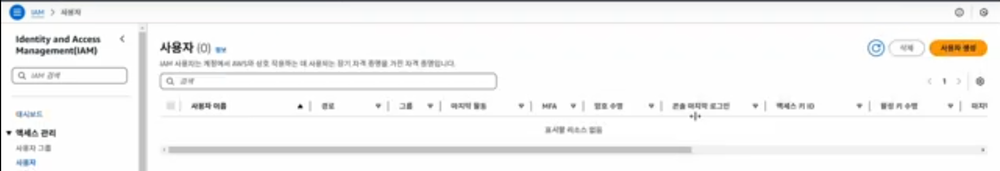 IAM > 사용자
Identity and Access Management(IAM)
IAM 검색
대시보드
액세스 관리
사용자 그룹
사용자
사용자 (0) 정보
IAM 사용자는 계정에서 AWS와 상호 작용하는 데 사용되는 장기 자격 증명을 가진 자격 증명입니다.
삭제
사용자 생성
검색
1
사용자 이름
경로
그룹
마지막 활동
MFA
암호 수명
콘솔 마지막 로그인
액세스 키 ID
활성 키 수명
표시할 리소스 없음